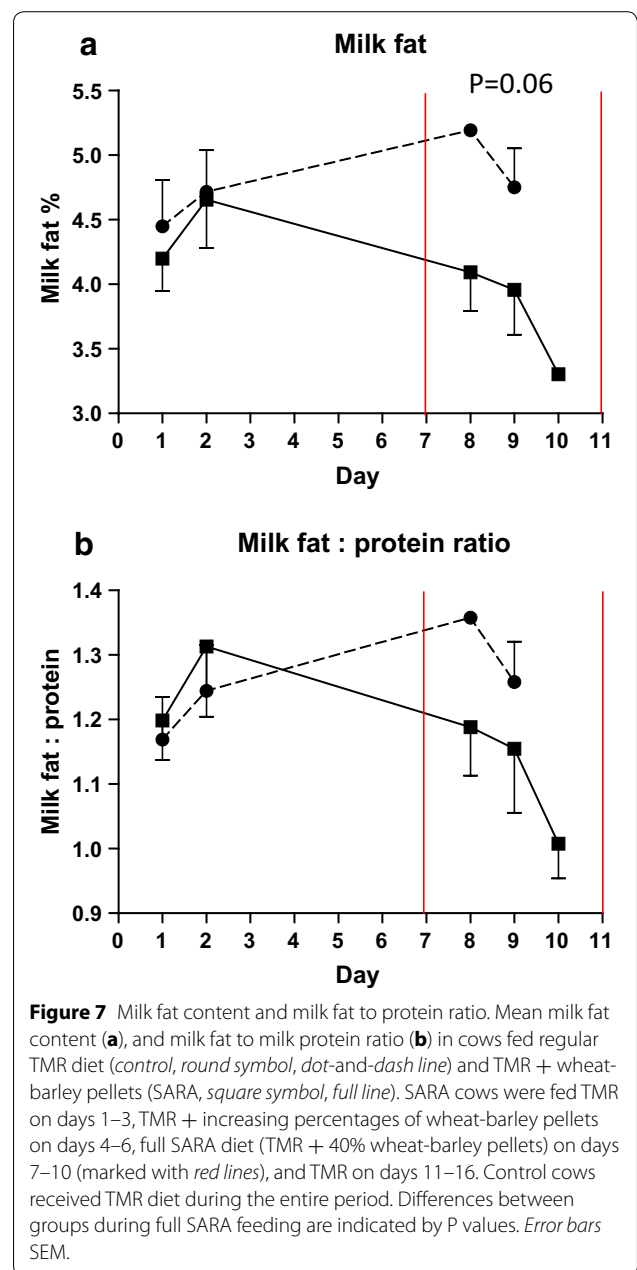 a
Milk fat
P=0.06
5.5
5.0
4.5
4.0
3.5
3.0
Milk fat %
0 1 2 3 4 5 6 7 8 9 10 11
Day
b
Milk fat : protein ratio
1.4
1.3
1.2
1.1
1.0
0.9
Milk fat : protein
0 1 2 3 4 5 6 7 8 9 10 11
Day
Figure 7 Milk fat content and milk fat to protein ratio. Mean milk fat
content (a), and milk fat to milk protein ratio (b) in cows fed regular
TMR diet (control, round symbol, dot-and-dash line) and TMR + wheat-
barley pellets (SARA, square symbol, full line). SARA cows were fed TMR
on days 1–3, TMR + increasing percentages of wheat-barley pellets
on days 4–6, full SARA diet (TMR + 40% wheat-barley pellets) on days
7–10 (marked with red lines), and TMR on days 11–16. Control cows
received TMR diet during the entire period. Differences between
groups during full SARA feeding are indicated by P values. Error bars
SEM.